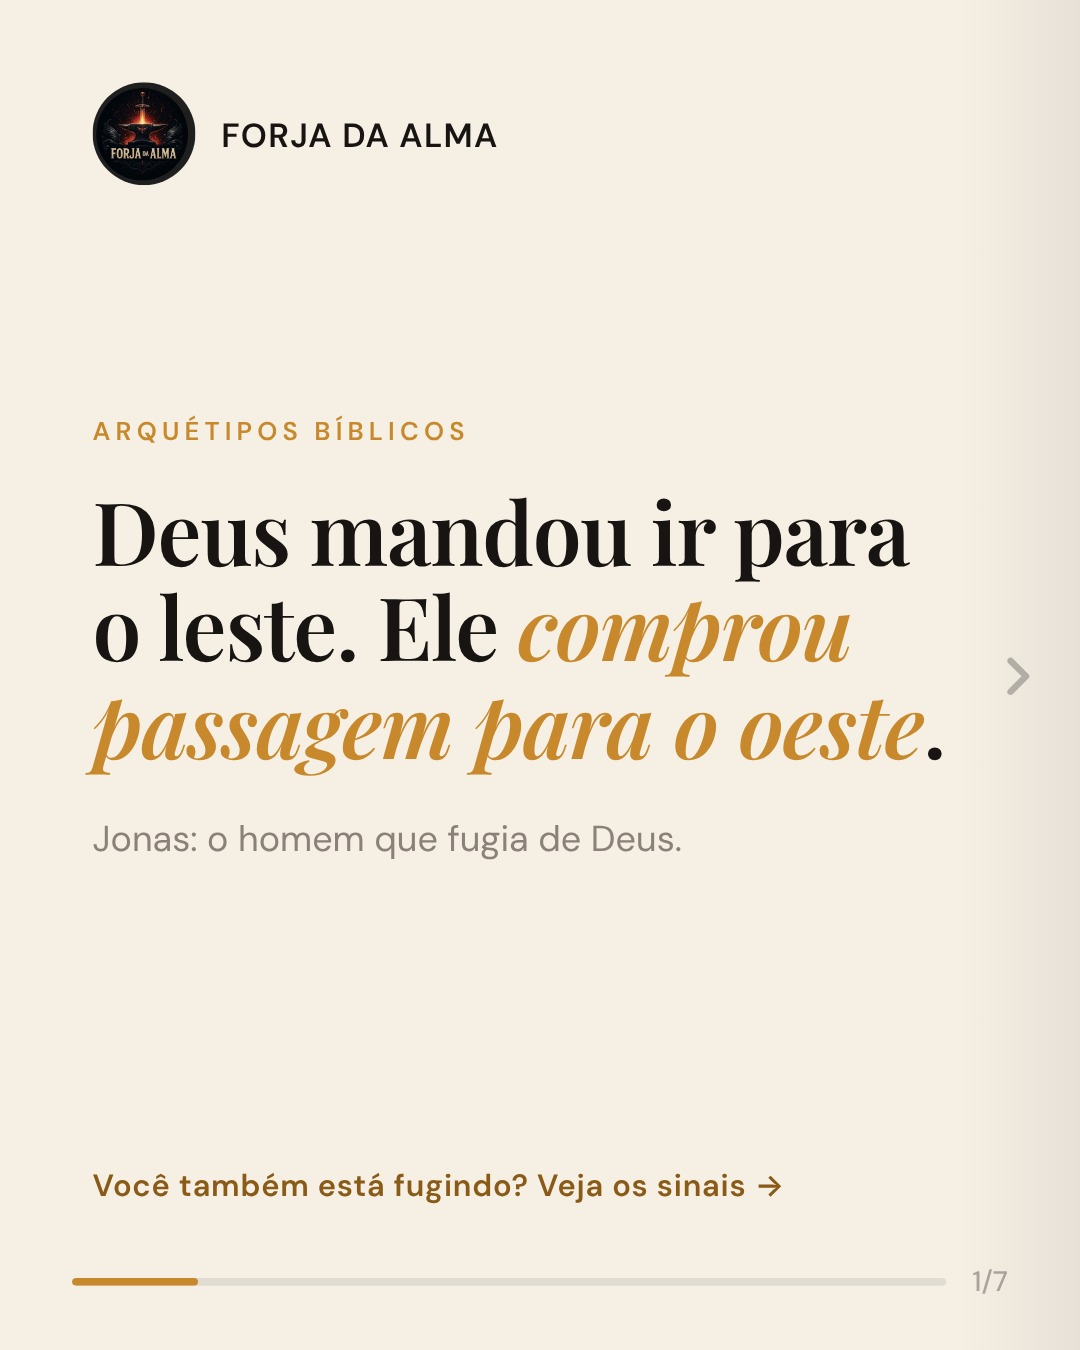 FORJA DA ALMA
FORJA DA ALMA
ARQUÉTIPOS BÍBLICOS
Deus mandou ir para
o leste. Ele comprou
passagem para o oeste.
Jonas: o homem que fugia de Deus.
Você também está fugindo? Veja os sinais →
1/7